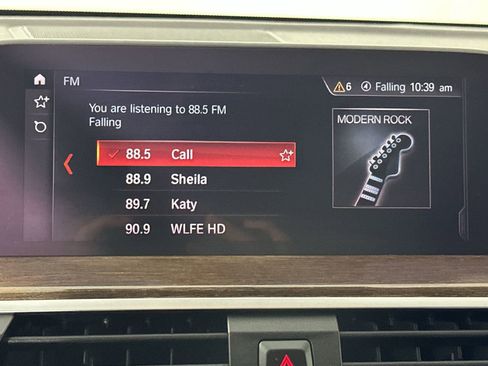 FM
6 Falling 10:39 am
You are listening to 88.5 FM
Falling
MODERN ROCK
88.5 Call
88.9 Sheila
89.7 Katy
90.9 WLFE HD